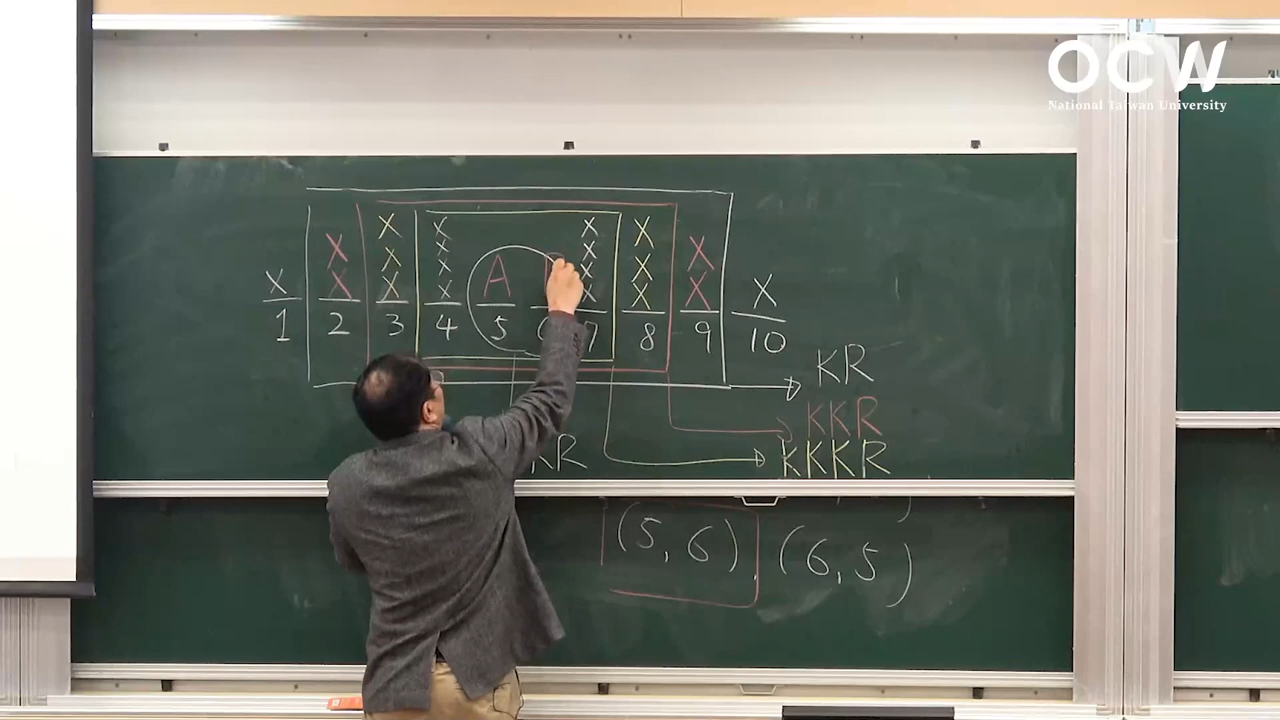 OCW
National Taiwan University
X X X X X X X
X X X X X X
X X X X A X X X
X X X X X X X X
1 2 3 4 5 7 8 9 10
KR
KKR
KKKR
KR
(5, 6), (6, 5)